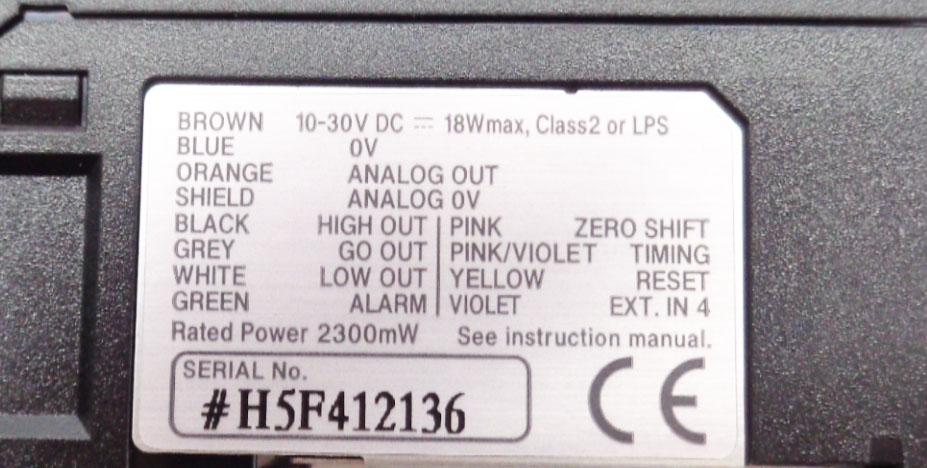 BROWN 10-30V DC ⎓ 18Wmax, Class2 or LPS
BLUE 0V
ORANGE ANALOG OUT
SHIELD ANALOG 0V
BLACK HIGH OUT | PINK ZERO SHIFT
GREY GO OUT | PINK/VIOLET TIMING
WHITE LOW OUT | YELLOW RESET
GREEN ALARM | VIOLET EXT. IN 4
Rated Power 2300mW See instruction manual.
SERIAL No.
#H5F412136
CE